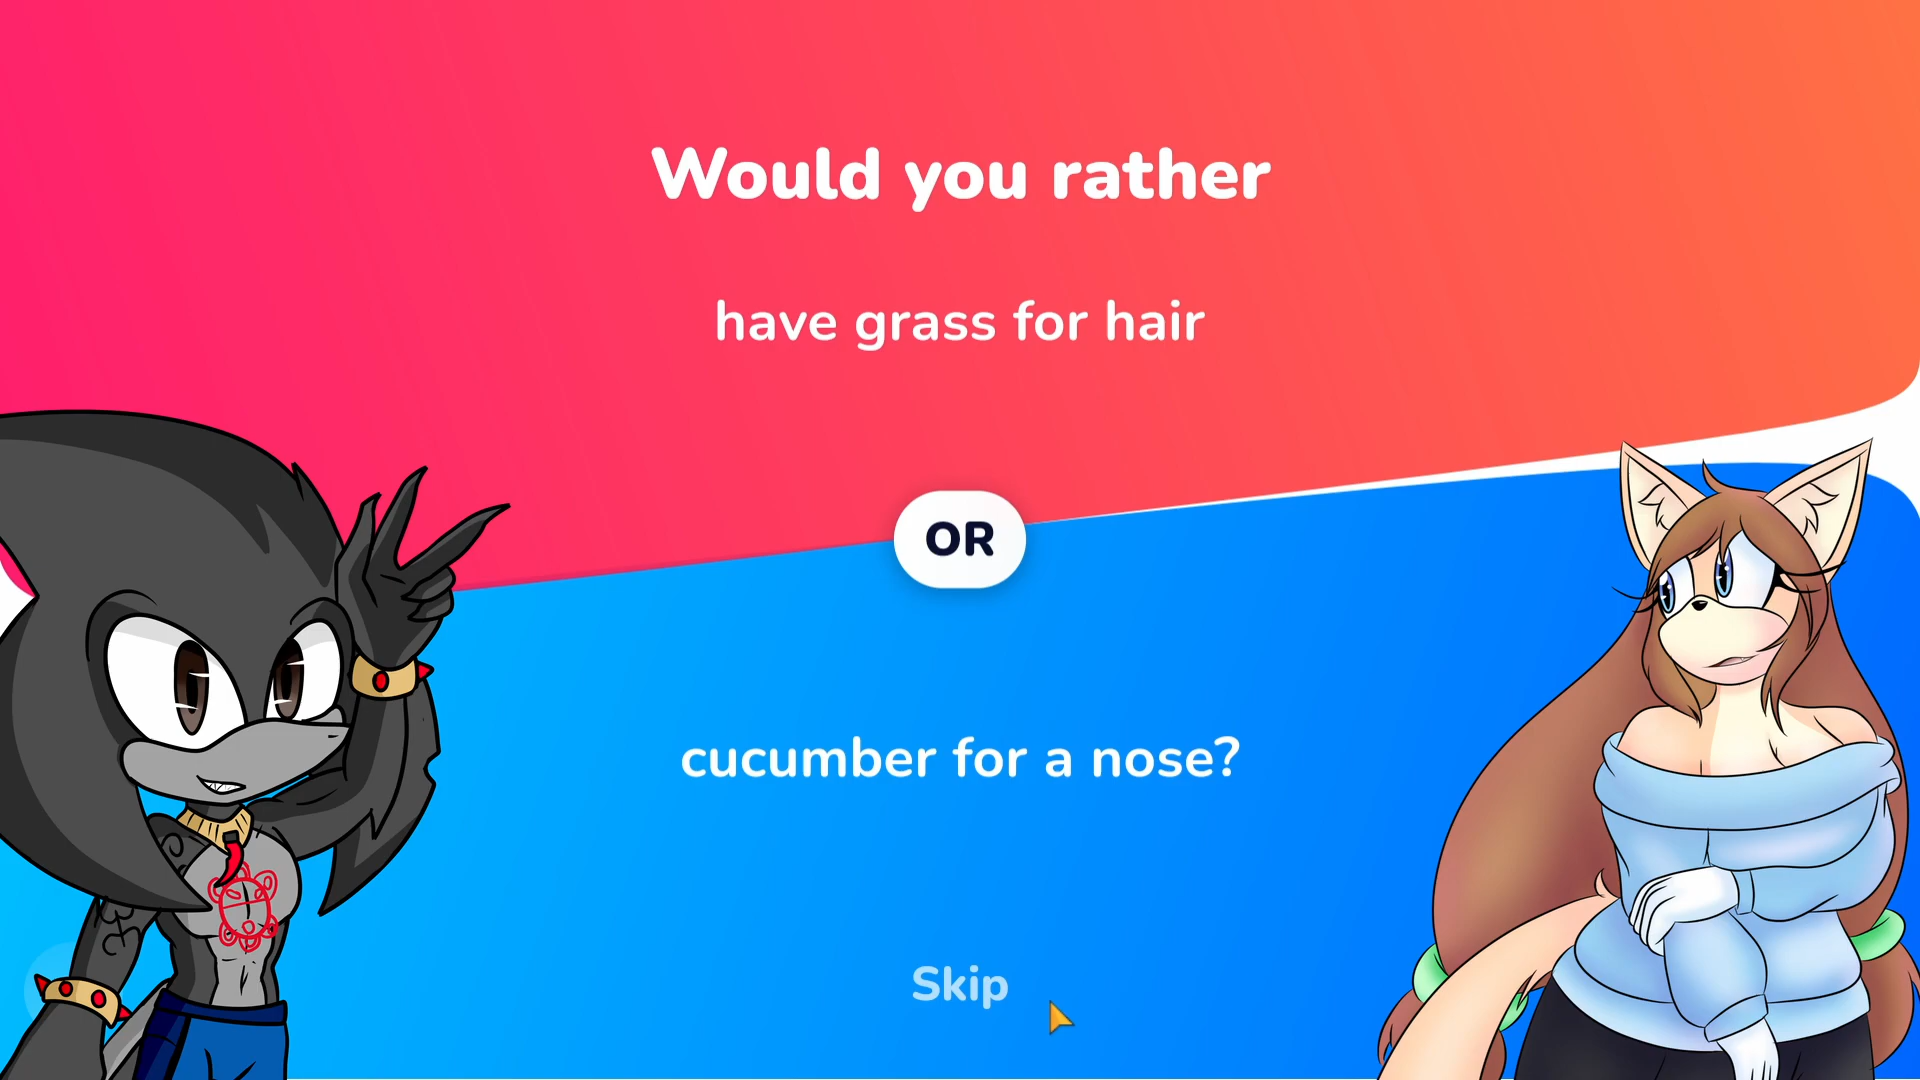 Would you rather
have grass for hair
OR
cucumber for a nose?
Skip